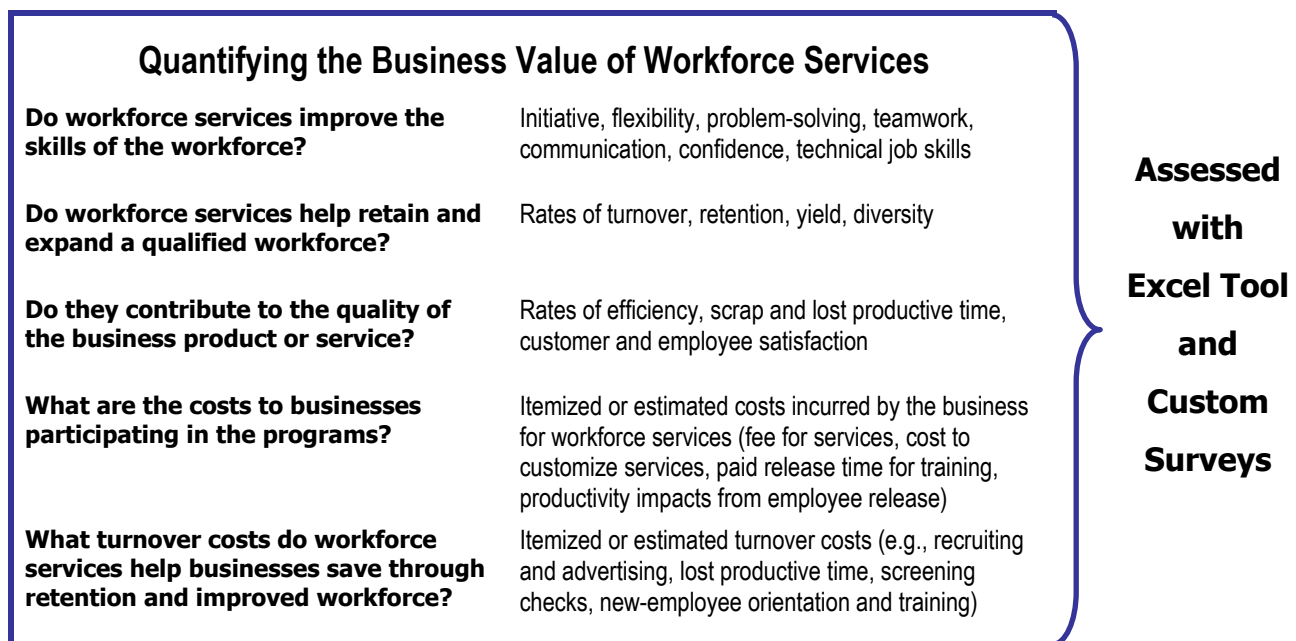 Quantifying the Business Value of Workforce Services
Do workforce services improve the
skills of the workforce?
Initiative, flexibility, problem-solving, teamwork,
communication, confidence, technical job skills
Do workforce services help retain and
expand a qualified workforce?
Rates of turnover, retention, yield, diversity
Do they contribute to the quality of
the business product or service?
Rates of efficiency, scrap and lost productive time,
customer and employee satisfaction
What are the costs to businesses
participating in the programs?
Itemized or estimated costs incurred by the business
for workforce services (fee for services, cost to
customize services, paid release time for training,
productivity impacts from employee release)
What turnover costs do workforce
services help businesses save through
retention and improved workforce?
Itemized or estimated turnover costs (e.g., recruiting
and advertising, lost productive time, screening
checks, new-employee orientation and training)
Assessed
with
Excel Tool
and
Custom
Surveys